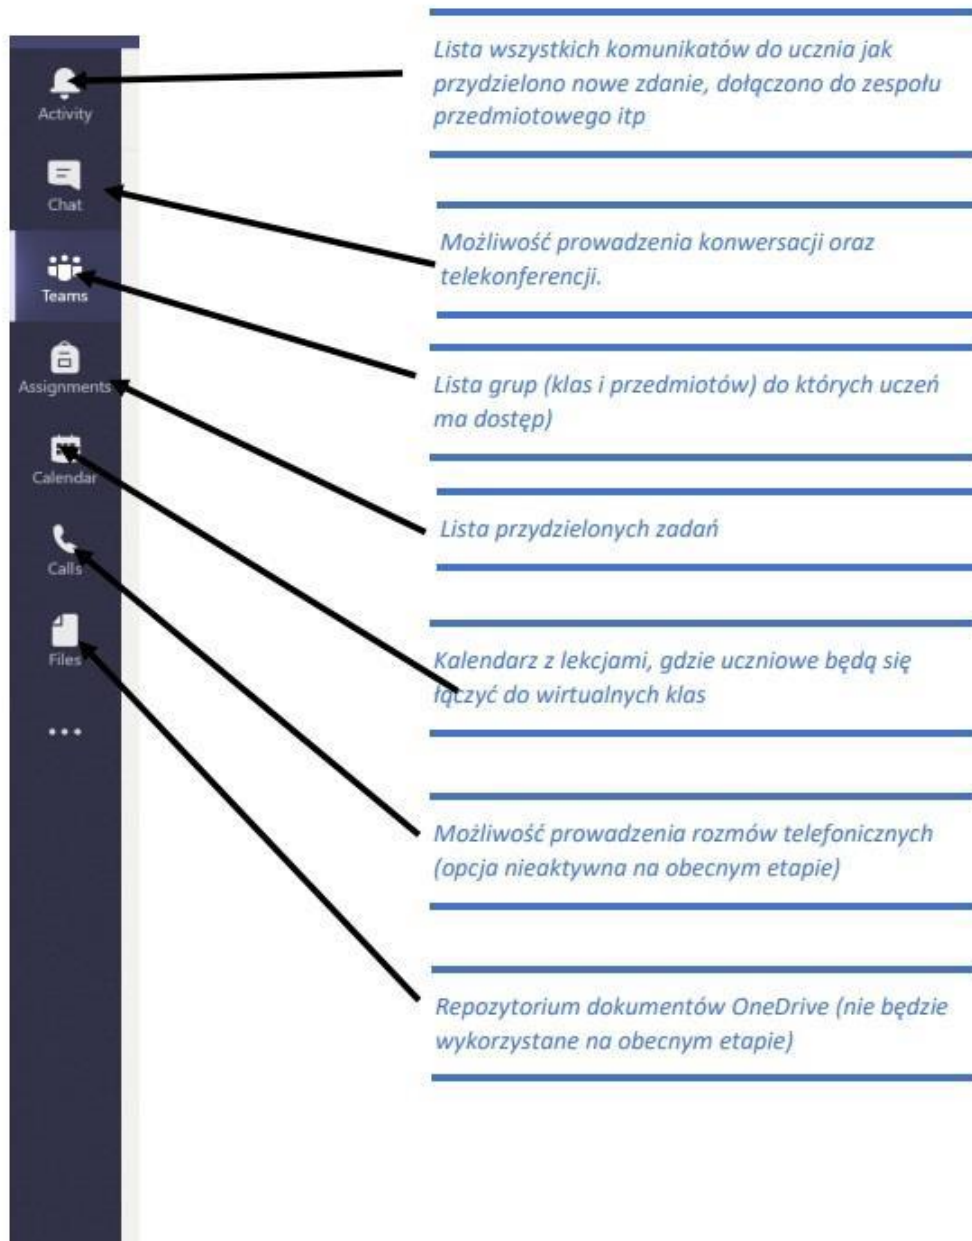 Activity
Chat
Teams
Assignments
Calendar
Calls
Files
Lista wszystkich komunikatów do ucznia jak
przydzielono nowe zdanie, dołączono do zespołu
przedmiotowego itp
Możliwość prowadzenia konwersacji oraz
telekonferencji.
Lista grup (klas i przedmiotów) do których uczeń
ma dostęp)
Lista przydzielonych zadań
Kalendarz z lekcjami, gdzie uczniowe będą się
łączyć do wirtualnych klas
Możliwość prowadzenia rozmów telefonicznych
(opcja nieaktywna na obecnym etapie)
Repozytorium dokumentów OneDrive (nie będzie
wykorzystane na obecnym etapie)